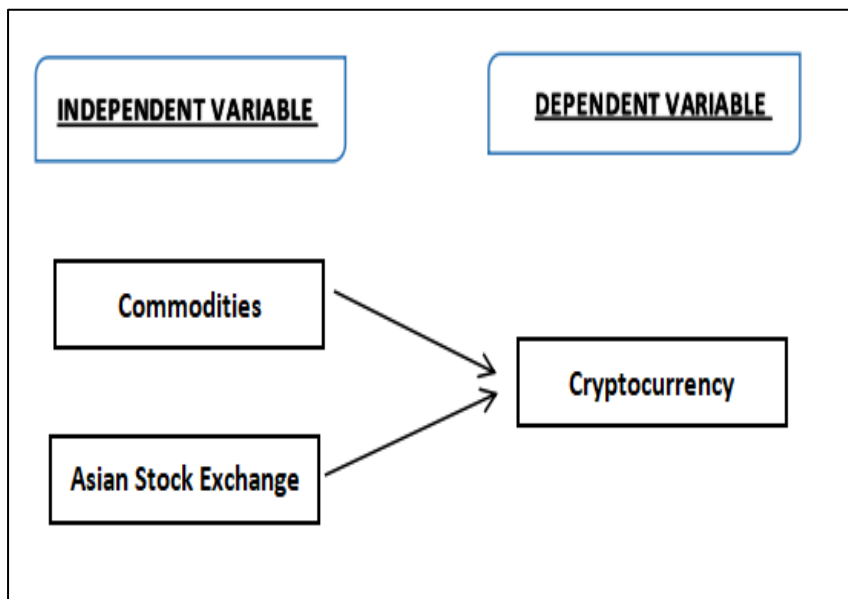 INDEPENDENT VARIABLE
DEPENDENT VARIABLE
Commodities
Cryptocurrency
Asian Stock Exchange